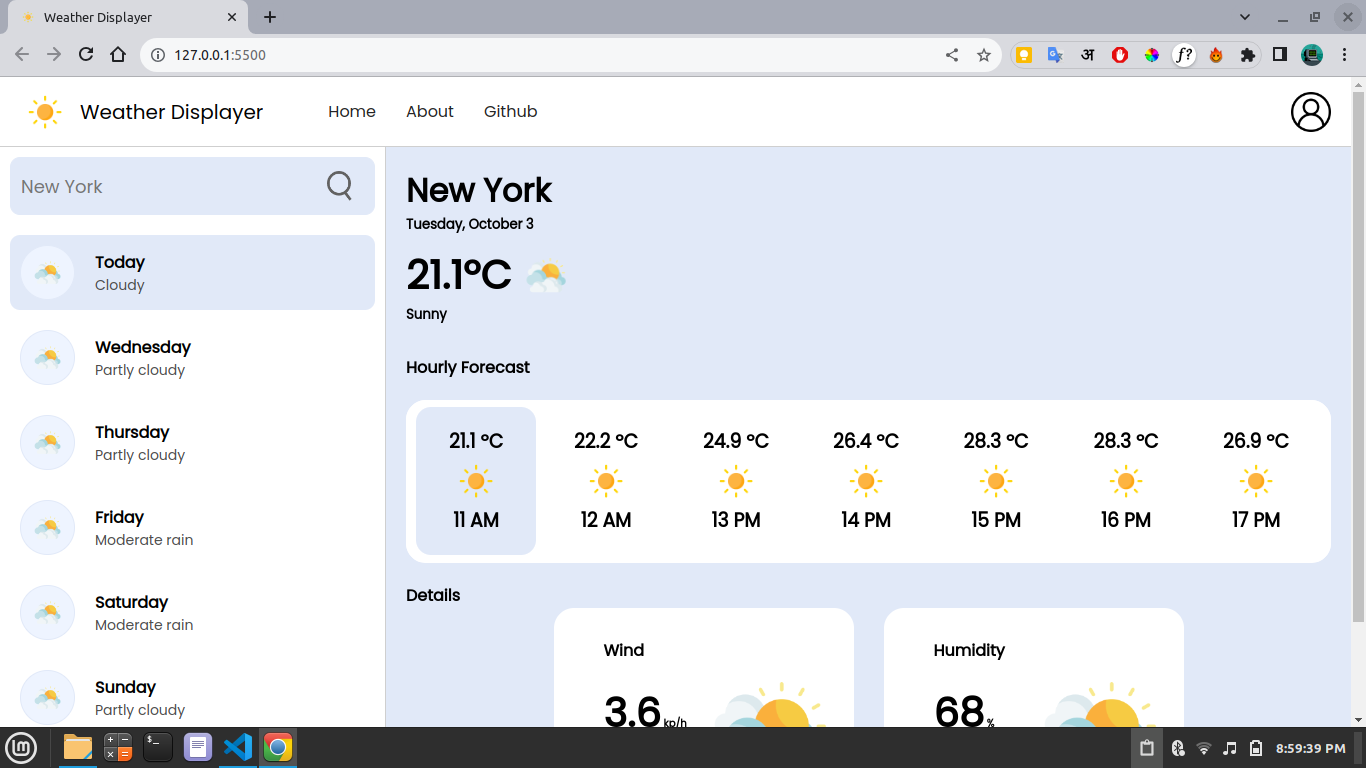 Weather Displayer
127.0.0.1:5500
अ
f?
Weather Displayer Home About Github
New York
Today
Cloudy
Wednesday
Partly cloudy
Thursday
Partly cloudy
Friday
Moderate rain
Saturday
Moderate rain
Sunday
Partly cloudy
New York
Tuesday, October 3
21.1°C
Sunny
Hourly Forecast
21.1 °C 22.2 °C 24.9 °C 26.4 °C 28.3 °C 28.3 °C 26.9 °C
11 AM 12 AM 13 PM 14 PM 15 PM 16 PM 17 PM
Details
Wind
3.6 kp/h
Humidity
68 %
8:59:39 PM